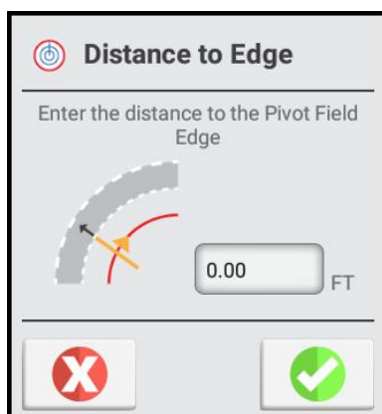 Distance to Edge
Enter the distance to the Pivot Field
Edge
0.00
FT